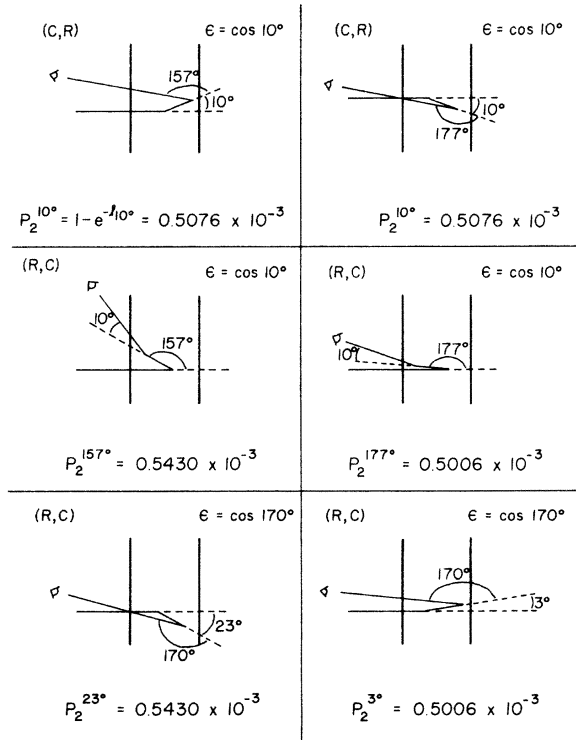 (C,R) ϵ = cos 10°
157°
10°
P₂^10° = 1 – e^–ℓ10° = 0.5076 x 10^-3
(C,R) ϵ = cos 10°
10°
177°
P₂^10° = 0.5076 x 10^-3
(R,C) ϵ = cos 10°
10°
157°
P₂^157° = 0.5430 x 10^-3
(R,C) ϵ = cos 10°
10°
177°
P₂^177° = 0.5006 x 10^-3
(R,C) ϵ = cos 170°
23°
170°
P₂^23° = 0.5430 x 10^-3
(R,C) ϵ = cos 170°
170°
3°
P₂^3° = 0.5006 x 10^-3